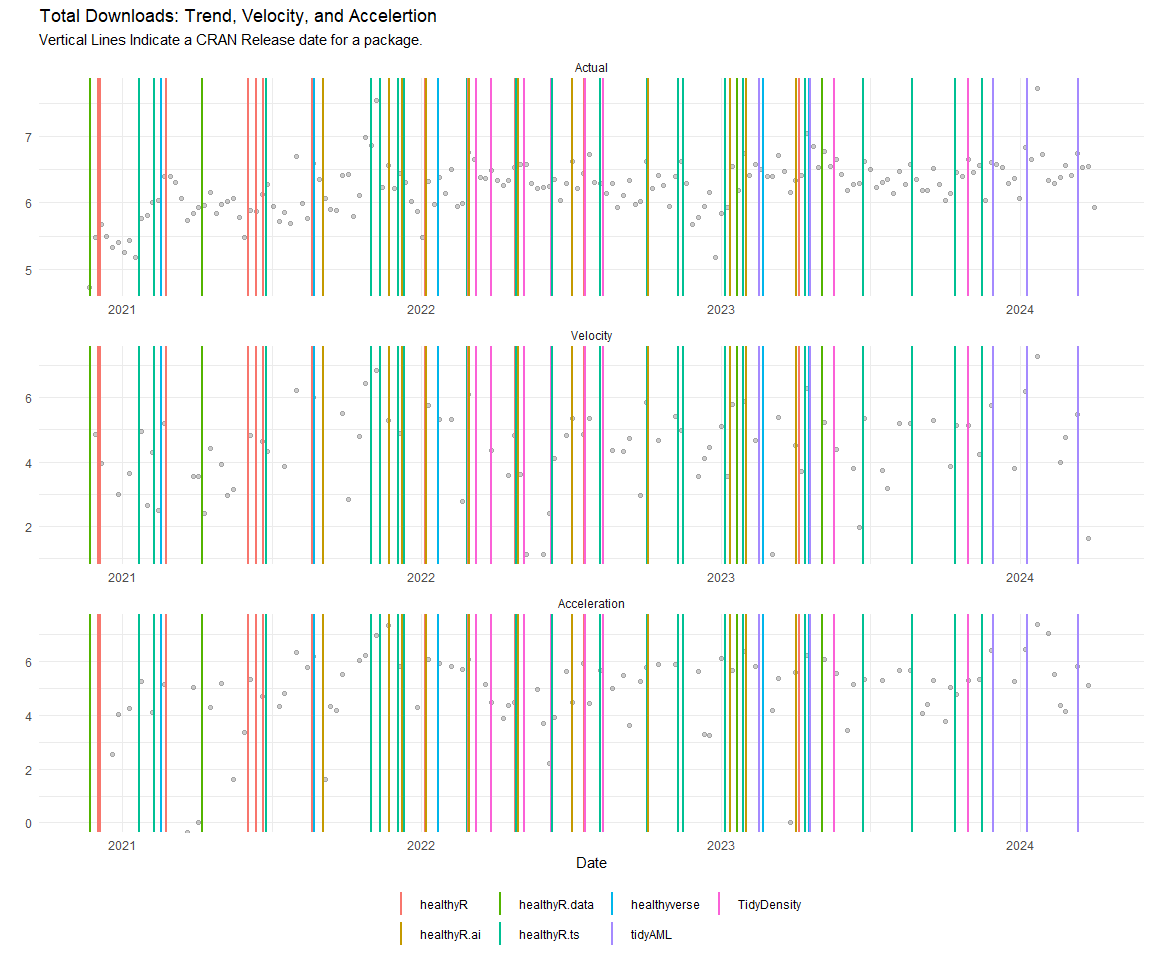 Total Downloads: Trend, Velocity, and Accelertion
Vertical Lines Indicate a CRAN Release date for a package.
Actual
7
6
5
2021 2022 2023 2024
Velocity
6
4
2
2021 2022 2023 2024
Acceleration
6
4
2
0
2021 2022 2023 2024
Date
healthyR healthyR.data healthyverse TidyDensity
healthyR.ai healthyR.ts tidyAML